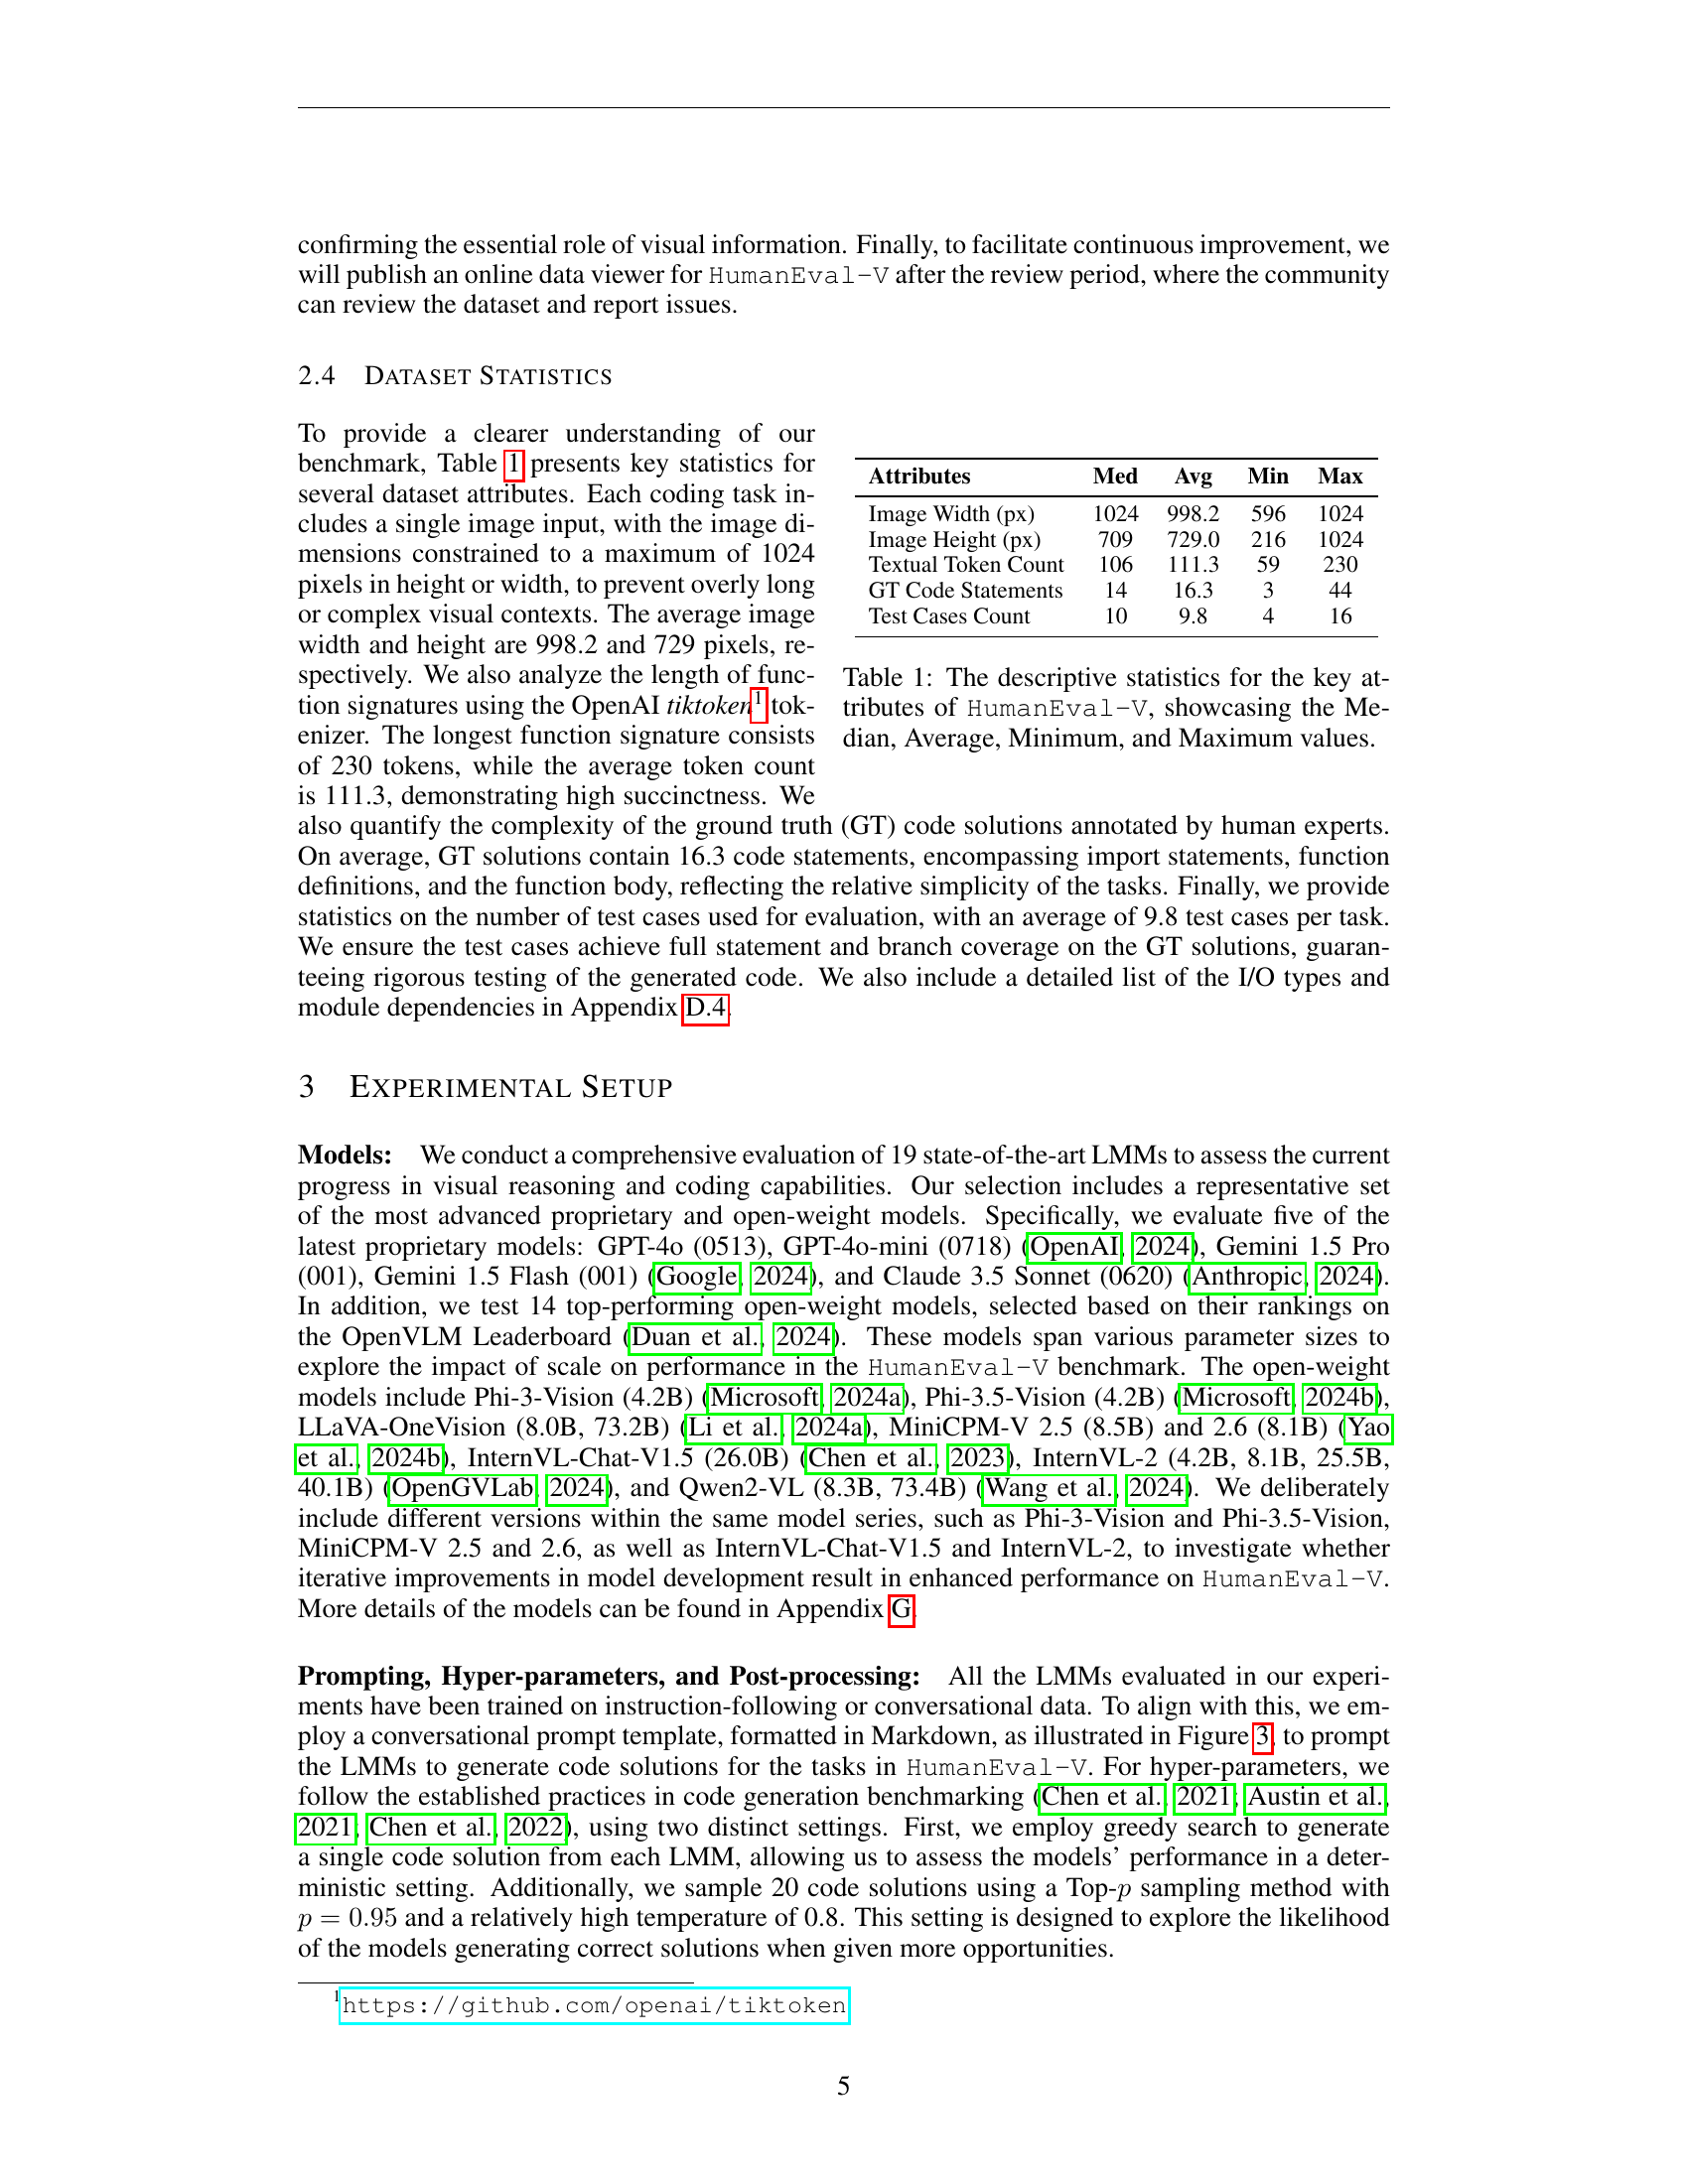 confirming the essential role of visual information. Finally, to facilitate continuous improvement, we
will publish an online data viewer for HumanEval-V after the review period, where the community
can review the dataset and report issues.
2.4 DATASET STATISTICS
To provide a clearer understanding of our
benchmark, Table 1 presents key statistics for
several dataset attributes. Each coding task in-
cludes a single image input, with the image di-
mensions constrained to a maximum of 1024
pixels in height or width, to prevent overly long
or complex visual contexts. The average image
width and height are 998.2 and 729 pixels, re-
spectively. We also analyze the length of func-
tion signatures using the OpenAI tiktoken1 tok-
enizer. The longest function signature consists
of 230 tokens, while the average token count
is 111.3, demonstrating high succinctness. We
Attributes Med Avg Min Max
Image Width (px) 1024 998.2 596 1024
Image Height (px) 709 729.0 216 1024
Textual Token Count 106 111.3 59 230
GT Code Statements 14 16.3 3 44
Test Cases Count 10 9.8 4 16
Table 1: The descriptive statistics for the key at-
tributes of HumanEval-V, showcasing the Me-
dian, Average, Minimum, and Maximum values.
also quantify the complexity of the ground truth (GT) code solutions annotated by human experts.
On average, GT solutions contain 16.3 code statements, encompassing import statements, function
definitions, and the function body, reflecting the relative simplicity of the tasks. Finally, we provide
statistics on the number of test cases used for evaluation, with an average of 9.8 test cases per task.
We ensure the test cases achieve full statement and branch coverage on the GT solutions, guaran-
teeing rigorous testing of the generated code. We also include a detailed list of the I/O types and
module dependencies in Appendix D.4.
3 EXPERIMENTAL SETUP
Models: We conduct a comprehensive evaluation of 19 state-of-the-art LMMs to assess the current
progress in visual reasoning and coding capabilities. Our selection includes a representative set
of the most advanced proprietary and open-weight models. Specifically, we evaluate five of the
latest proprietary models: GPT-4o (0513), GPT-4o-mini (0718) (OpenAI, 2024), Gemini 1.5 Pro
(001), Gemini 1.5 Flash (001) (Google, 2024), and Claude 3.5 Sonnet (0620) (Anthropic, 2024).
In addition, we test 14 top-performing open-weight models, selected based on their rankings on
the OpenVLM Leaderboard (Duan et al., 2024). These models span various parameter sizes to
explore the impact of scale on performance in the HumanEval-V benchmark. The open-weight
models include Phi-3-Vision (4.2B) (Microsoft, 2024a), Phi-3.5-Vision (4.2B) (Microsoft, 2024b),
LLaVA-OneVision (8.0B, 73.2B) (Li et al., 2024a), MiniCPM-V 2.5 (8.5B) and 2.6 (8.1B) (Yao
et al., 2024b), InternVL-Chat-V1.5 (26.0B) (Chen et al., 2023), InternVL-2 (4.2B, 8.1B, 25.5B,
40.1B) (OpenGVLab, 2024), and Qwen2-VL (8.3B, 73.4B) (Wang et al., 2024). We deliberately
include different versions within the same model series, such as Phi-3-Vision and Phi-3.5-Vision,
MiniCPM-V 2.5 and 2.6, as well as InternVL-Chat-V1.5 and InternVL-2, to investigate whether
iterative improvements in model development result in enhanced performance on HumanEval-V.
More details of the models can be found in Appendix G.
Prompting, Hyper-parameters, and Post-processing: All the LMMs evaluated in our experi-
ments have been trained on instruction-following or conversational data. To align with this, we em-
ploy a conversational prompt template, formatted in Markdown, as illustrated in Figure 3, to prompt
the LMMs to generate code solutions for the tasks in HumanEval-V. For hyper-parameters, we
follow the established practices in code generation benchmarking (Chen et al., 2021; Austin et al.,
2021; Chen et al., 2022), using two distinct settings. First, we employ greedy search to generate
a single code solution from each LMM, allowing us to assess the models' performance in a deter-
ministic setting. Additionally, we sample 20 code solutions using a Top-p sampling method with
p = 0.95 and a relatively high temperature of 0.8. This setting is designed to explore the likelihood
of the models generating correct solutions when given more opportunities.
1https://github.com/openai/tiktoken
5